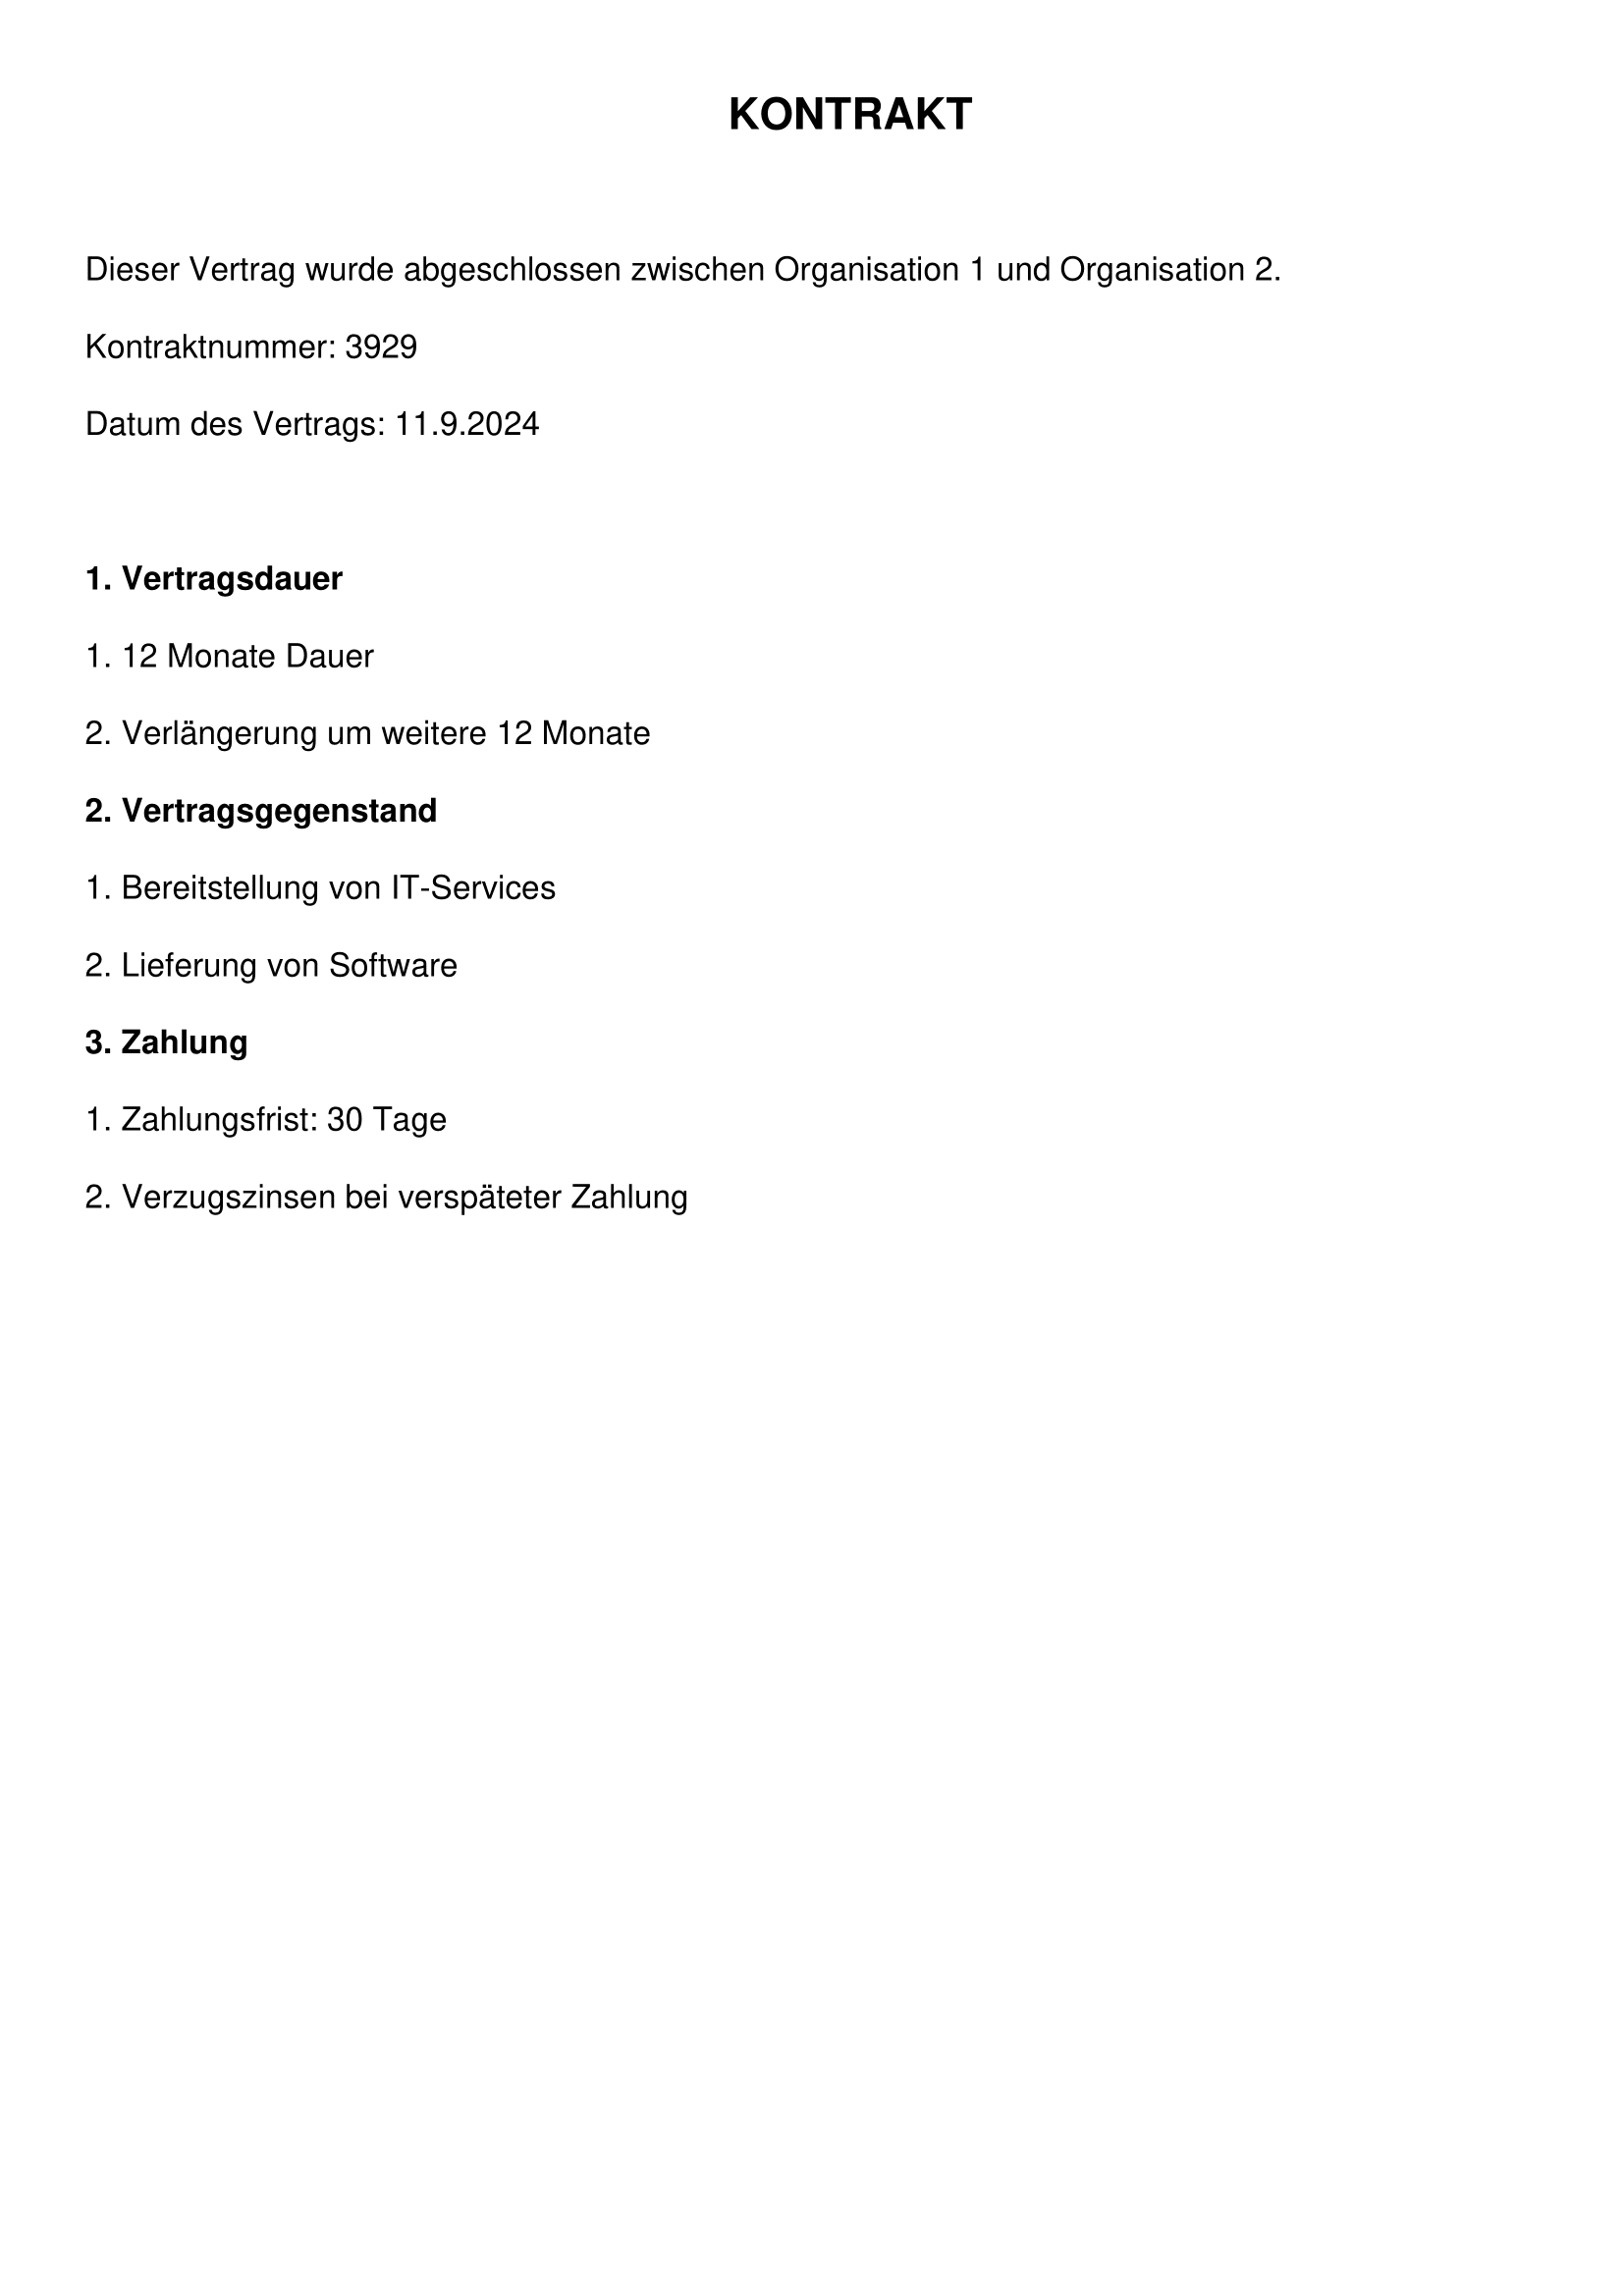 KONTRAKT
Dieser Vertrag wurde abgeschlossen zwischen Organisation 1 und Organisation 2.
Kontraktnummer: 3929
Datum des Vertrags: 11.9.2024
1. Vertragsdauer
1. 12 Monate Dauer
2. Verlängerung um weitere 12 Monate
2. Vertragsgegenstand
1. Bereitstellung von IT-Services
2. Lieferung von Software
3. Zahlung
1. Zahlungsfrist: 30 Tage
2. Verzugszinsen bei verspäteter Zahlung